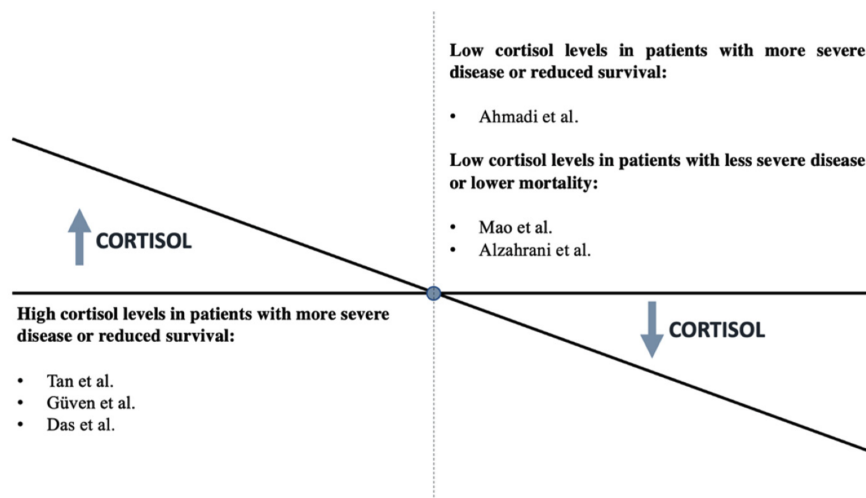 Low cortisol levels in patients with more severe
disease or reduced survival:
• Ahmadi et al.
Low cortisol levels in patients with less severe disease
or lower mortality:
• Mao et al.
• Alzahrani et al.
CORTISOL
High cortisol levels in patients with more severe
disease or reduced survival:
• Tan et al.
• Güven et al.
• Das et al.
CORTISOL